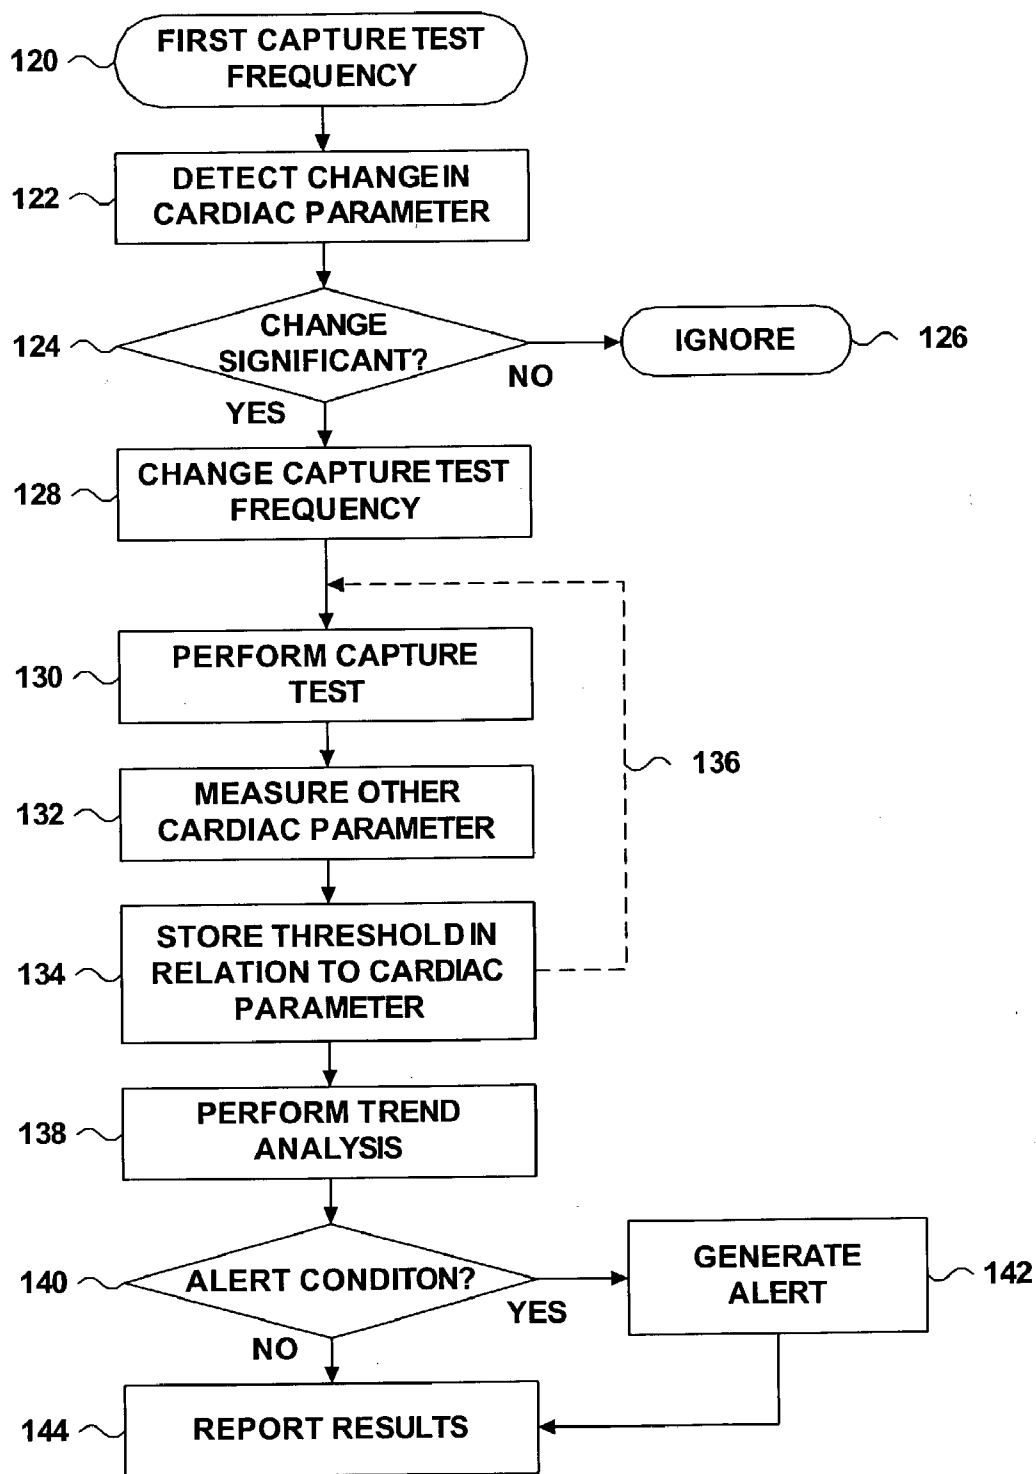 FIRST CAPTURE TEST
FREQUENCY
120
DETECT CHANGE IN
CARDIAC PARAMETER
122
CHANGE
SIGNIFICANT?
124
NO
IGNORE
126
YES
CHANGE CAPTURE TEST
FREQUENCY
128
PERFORM CAPTURE
TEST
130
136
MEASURE OTHER
CARDIAC PARAMETER
132
STORE THRESHOLD IN
RELATION TO CARDIAC
PARAMETER
134
PERFORM TREND
ANALYSIS
138
ALERT CONDITON?
140
YES
GENERATE
ALERT
142
NO
REPORT RESULTS
144